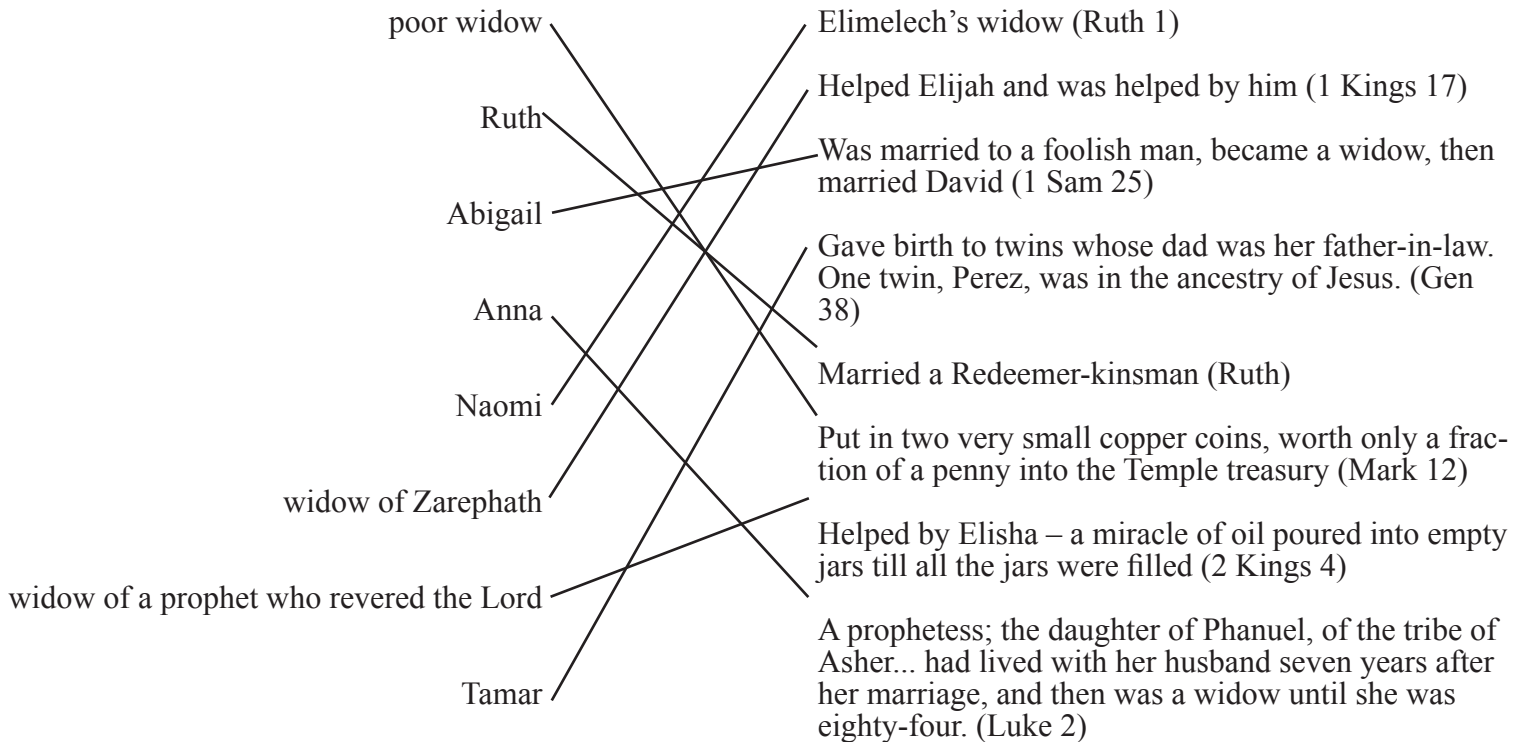 poor widow
Ruth
Abigail
Anna
Naomi
widow of Zarephath
widow of a prophet who revered the Lord
Tamar
Elimelech’s widow (Ruth 1)
Helped Elijah and was helped by him (1 Kings 17)
Was married to a foolish man, became a widow, then
married David (1 Sam 25)
Gave birth to twins whose dad was her father-in-law.
One twin, Perez, was in the ancestry of Jesus. (Gen
38)
Married a Redeemer-kinsman (Ruth)
Put in two very small copper coins, worth only a frac-
tion of a penny into the Temple treasury (Mark 12)
Helped by Elisha – a miracle of oil poured into empty
jars till all the jars were filled (2 Kings 4)
A prophetess; the daughter of Phanuel, of the tribe of
Asher... had lived with her husband seven years after
her marriage, and then was a widow until she was
eighty-four. (Luke 2)